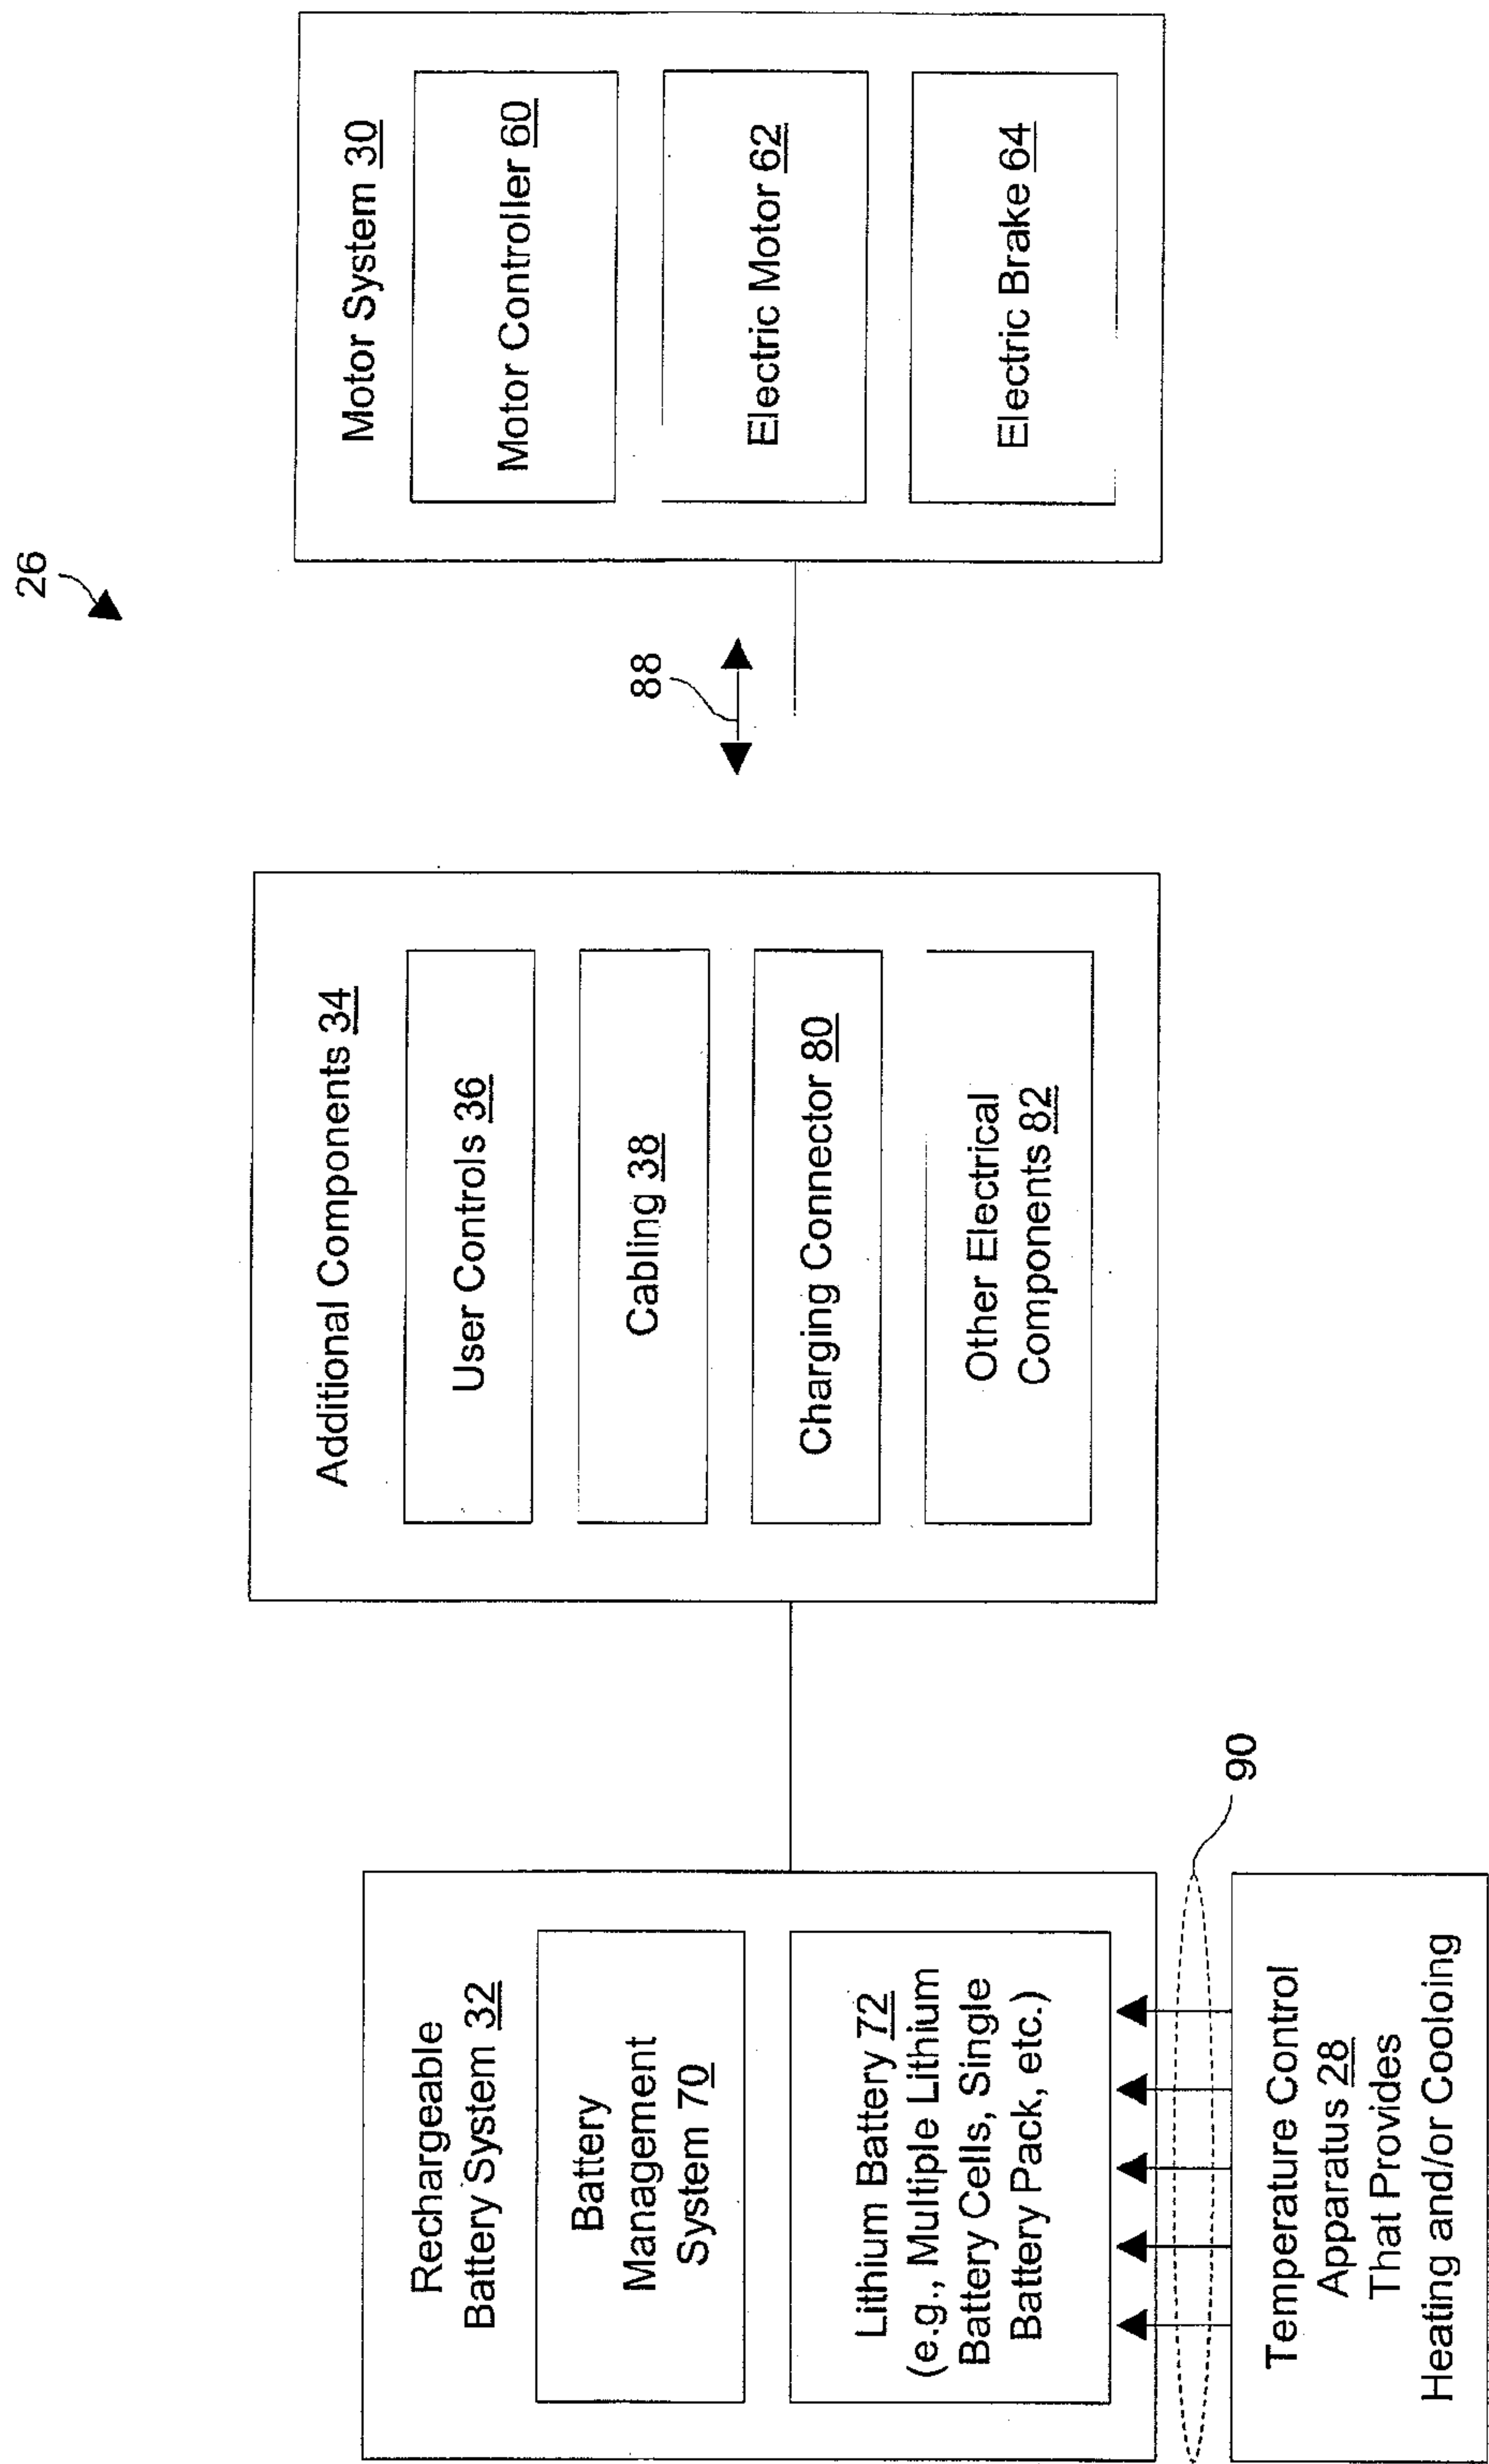 26
Rechargeable
Battery System 32
Battery
Management
System 70
Lithium Battery 72
(e.g., Multiple Lithium
Battery Cells, Single
Battery Pack, etc.)
90
Temperature Control
Apparatus 28
That Provides
Heating and/or Cooloing
Additional Components 34
User Controls 36
Cabling 38
Charging Connector 80
Other Electrical
Components 82
88
Motor System 30
Motor Controller 60
Electric Motor 62
Electric Brake 64